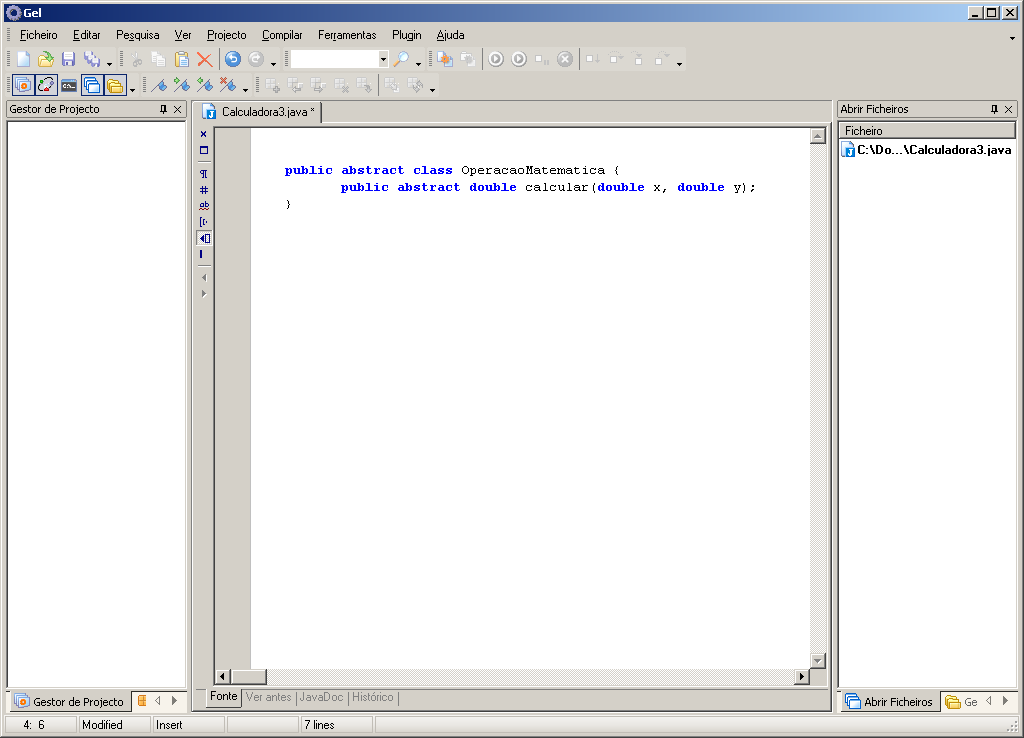 Gel
Ficheiro Editar Pesquisa Ver Projecto Compilar Ferramentas Plugin Ajuda
Gestor de Projecto
Calculadora3.java *
Abrir Ficheiros
Ficheiro
C:\Do...\Calculadora3.java
public abstract class OperacaoMatematica {
public abstract double calcular(double x, double y);
}
Fonte Ver antes JavaDoc Histórico
Gestor de Projecto
Abrir Ficheiros Ge
4: 6 Modified Insert 7 lines